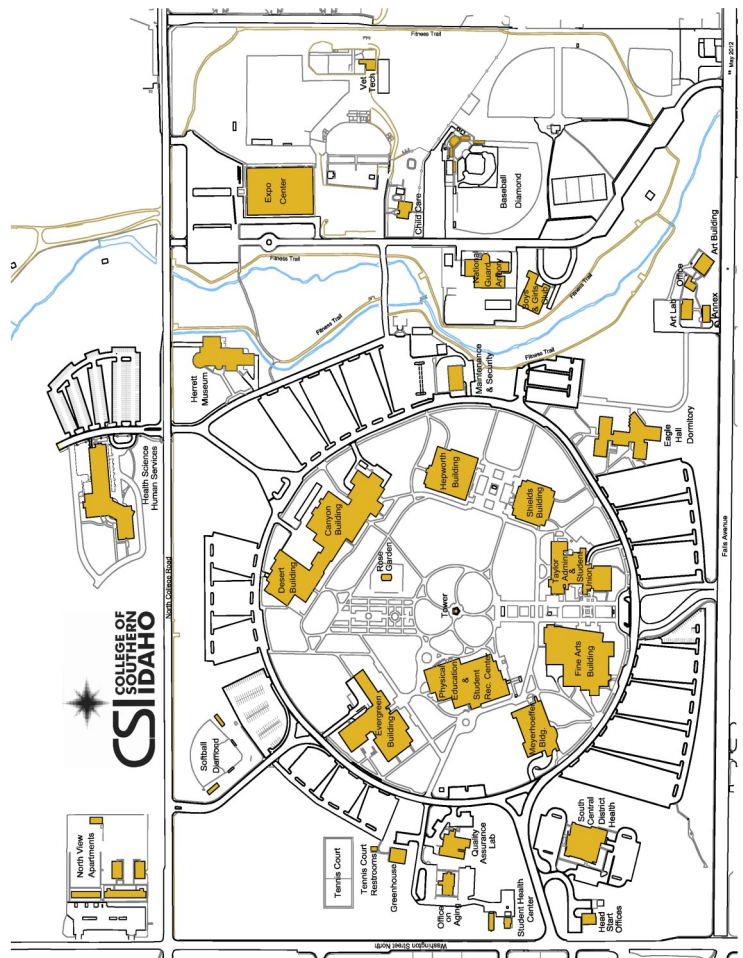 ** May 2012
Fitness Trail
Vet
Tech
Expo
Center
Child Care
Baseball
Diamond
National
Guard
Armory
Boys
& Girls
Club
Fitness Trail
Fitness Trail
Fitness Trail
Fitness Trail
Art Building
Office
Art Lab
Annex
Herrett
Museum
Maintenance
& Security
Eagle
Hall
Dormitory
Health Science
Human Services
North College Road
Falls Avenue
Hepworth
Building
Shields
Building
Canyon
Building
Desert
Building
Rose
Garden
Taylor
Admin
&
Student
Union
Tower
CSI
COLLEGE OF
SOUTHERN
IDAHO
Physical
Education
&
Student
Rec. Center
Fine Arts
Building
Evergreen
Building
Meyerhoeffer
Bldg.
Softball
Diamond
North View
Apartments
Tennis Court
Tennis Court
Restrooms
Greenhouse
Quality
Assurance
Lab
Office
on
Aging
Student Health
Center
South
Central
District
Health
Head
Start
Offices
Washington Street North